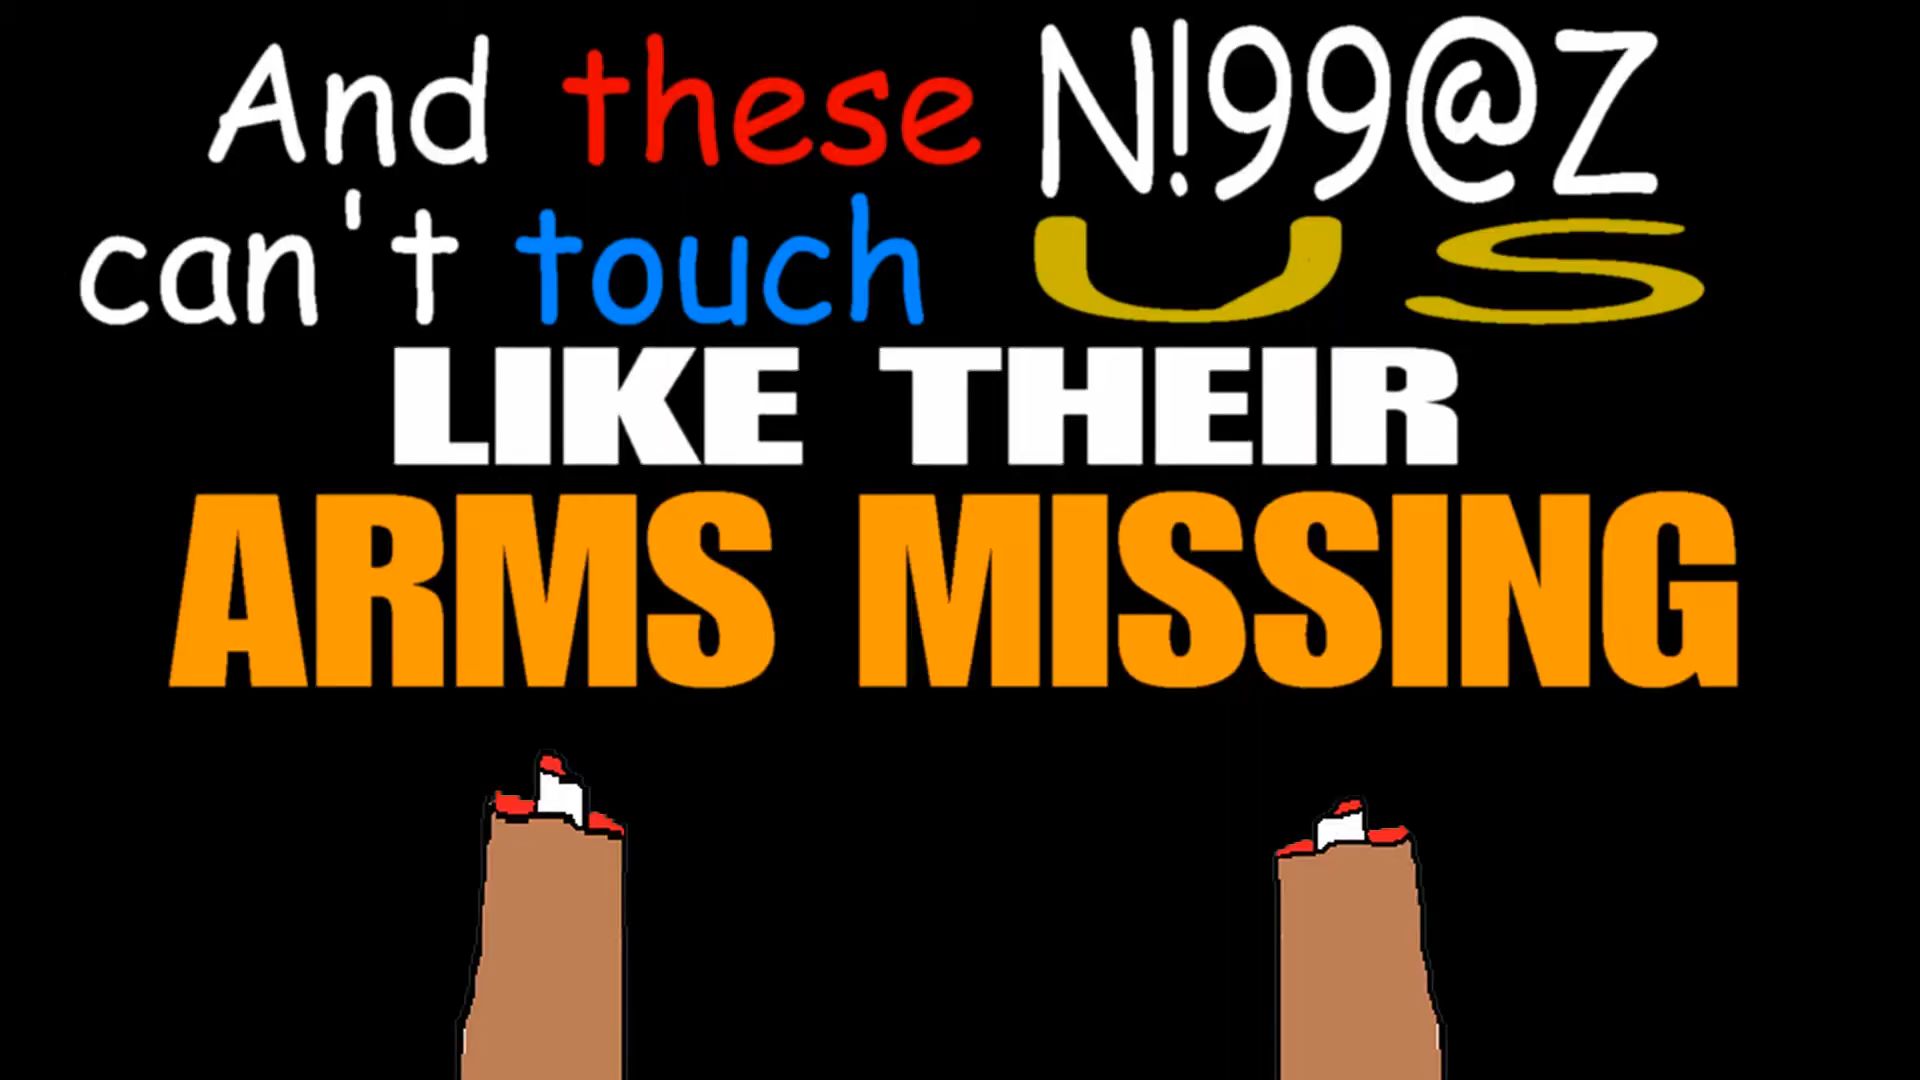 And these N!99@Z
can't touch US
LIKE THEIR
ARMS MISSING